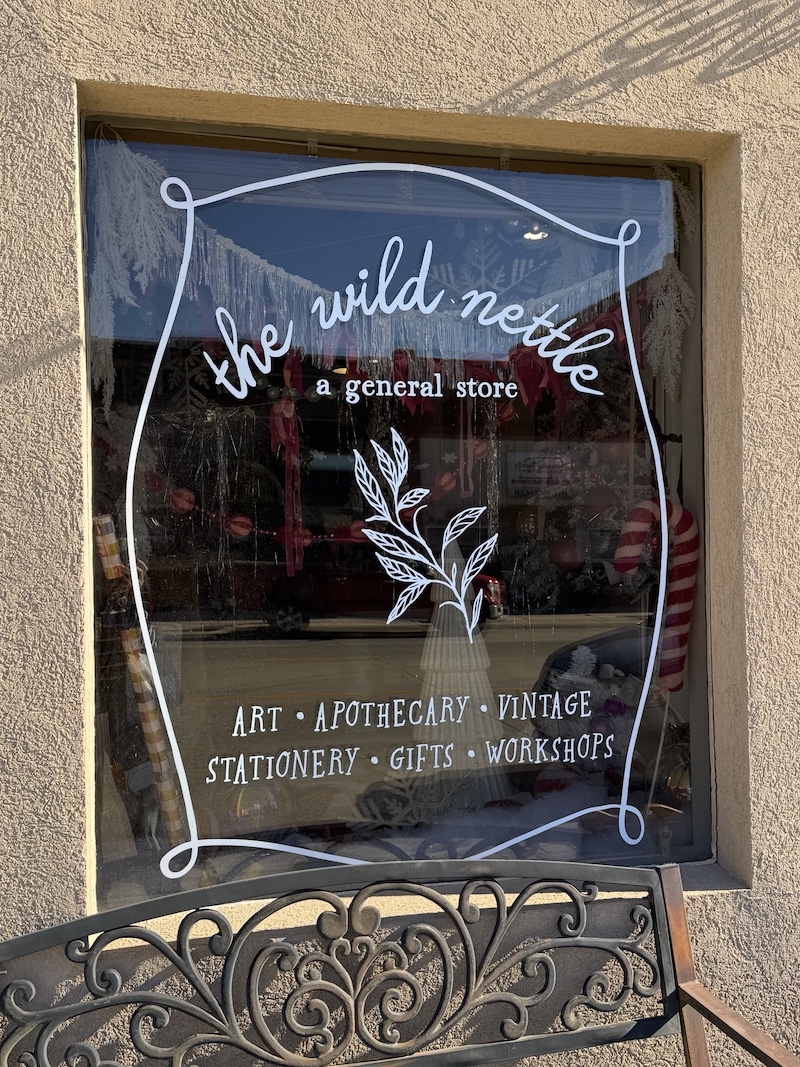 the wild nettle
a general store
ART • APOTHECARY • VINTAGE
STATIONERY • GIFTS • WORKSHOPS